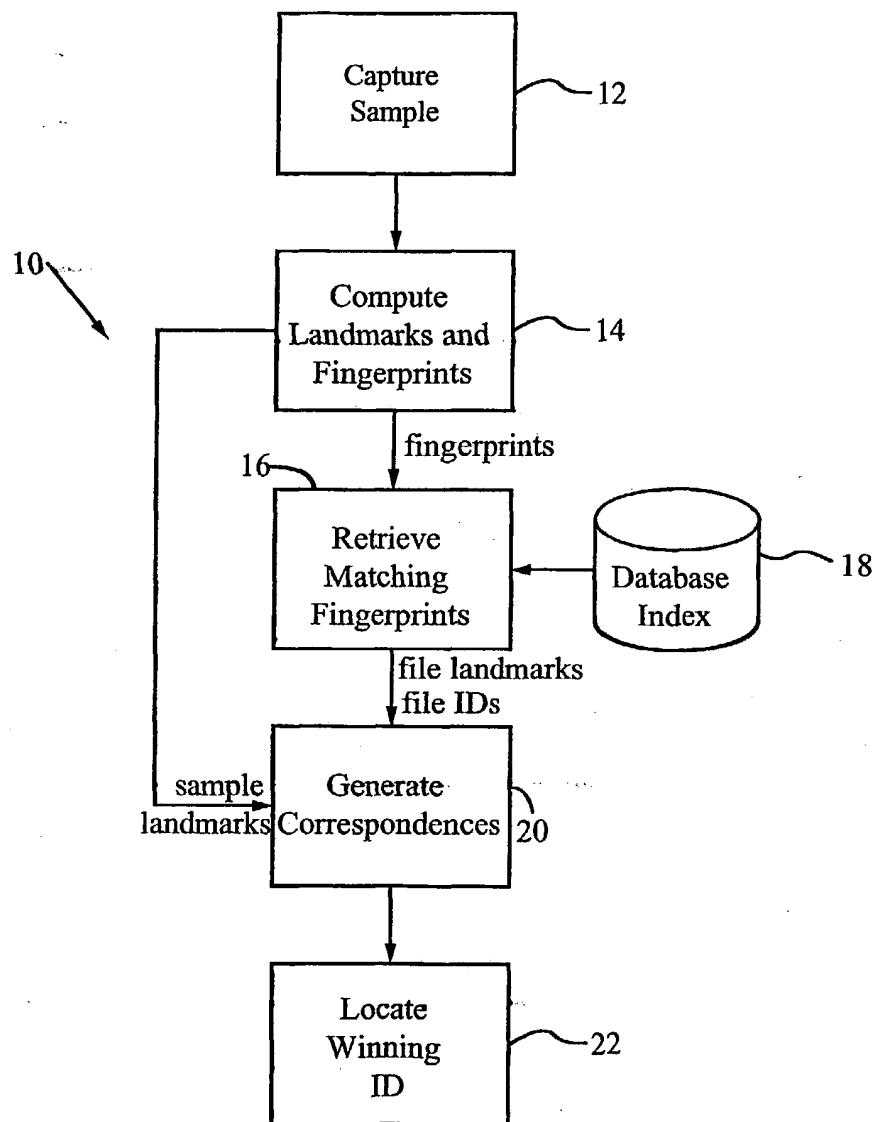 Capture
Sample
12
10
Compute
Landmarks and
Fingerprints
14
fingerprints
16
Retrieve
Matching
Fingerprints
Database
Index
18
file landmarks
file IDs
sample
landmarks
Generate
Correspondences
20
Locate
Winning
ID
22